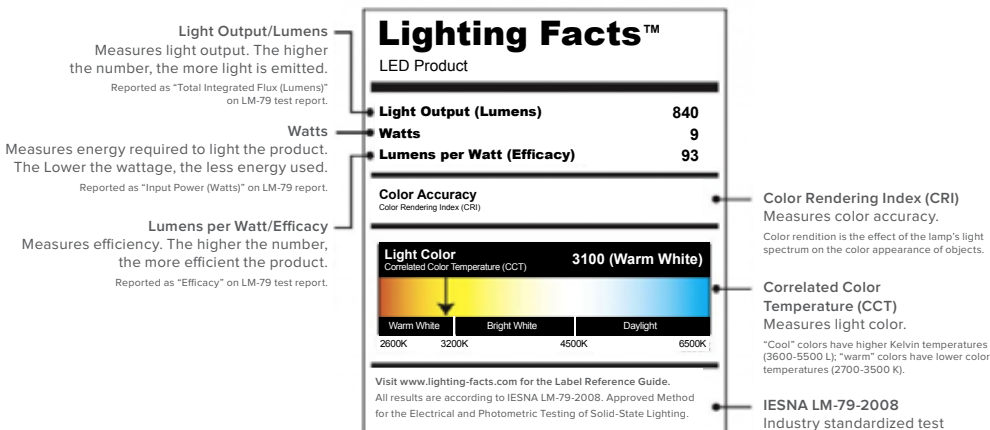 Light Output/Lumens
Measures light output. The higher
the number, the more light is emitted.
Reported as “Total Integrated Flux (Lumens)”
on LM-79 test report.
Watts
Measures energy required to light the product.
The Lower the wattage, the less energy used.
Reported as “Input Power (Watts)” on LM-79 report.
Lumens per Watt/Efficacy
Measures efficiency. The higher the number,
the more efficient the product.
Reported as “Efficacy” on LM-79 test report.
Lighting Facts™
LED Product
Light Output (Lumens) 840
Watts 9
Lumens per Watt (Efficacy) 93
Color Accuracy
Color Rendering Index (CRI)
Light Color
Correlated Color Temperature (CCT)
3100 (Warm White)
Warm White Bright White Daylight
2600K 3200K 4500K 6500K
Visit www.lighting-facts.com for the Label Reference Guide.
All results are according to IESNA LM-79-2008. Approved Method
for the Electrical and Photometric Testing of Solid-State Lighting.
Color Rendering Index (CRI)
Measures color accuracy.
Color rendition is the effect of the lamp’s light
spectrum on the color appearance of objects.
Correlated Color
Temperature (CCT)
Measures light color.
“Cool” colors have higher Kelvin temperatures
(3600-5500 L); “warm” colors have lower color
temperatures (2700-3500 K).
IESNA LM-79-2008
Industry standardized test